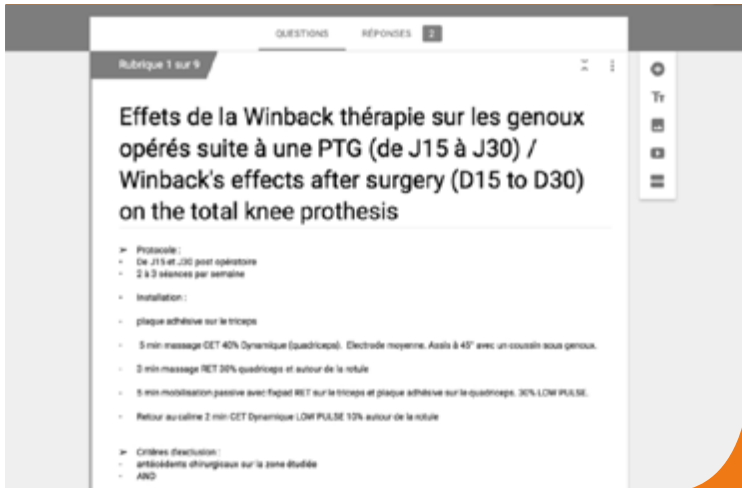 QUESTIONS RÉPONSES 2
Rubrique 1 sur 9
Tт
Effets de la Winback thérapie sur les genoux
opérés suite à une PTG (de J15 à J30) /
Winback's effects after surgery (D15 to D30)
on the total knee prothesis
➢ Protocole :
- De J15 et J30 post opératoire
- 2 à 3 séances par semaine
- Installation :
- plaque adhésive sur le triceps
- 5 min massage CET 40% Dynamique (quadriceps). Electrode moyenne. Assis à 45° avec un coussin sous genoux.
- 2 min massage RET 30% quadriceps et autour de la rotule
- 5 min mobilisation passive avec fixpad RET sur le triceps et plaque adhésive sur le quadriceps. 30% LOW PULSE.
- Retour au calme 2 min CET Dynamique LOW PULSE 10% autour de la rotule
➢ Critères d'exclusion :
- antécédents chirurgicaux sur la zone étudiée
- AND